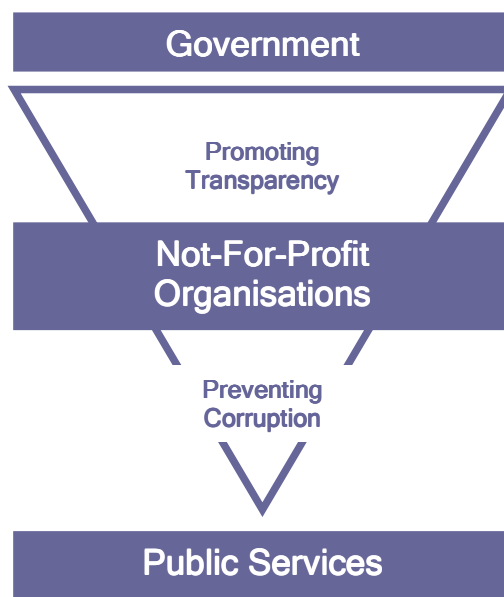 Government
Promoting
Transparency
Not-For-Profit
Organisations
Preventing
Corruption
Public Services